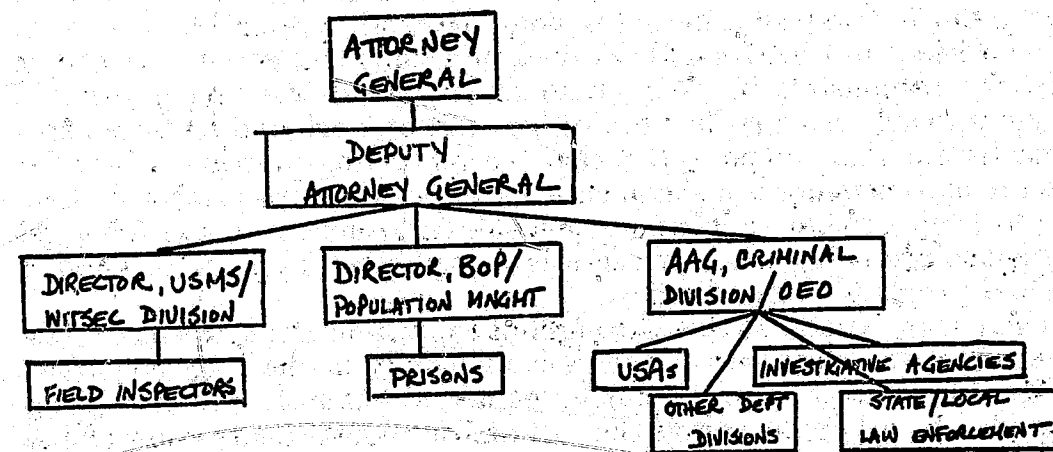 ATTORNEY
GENERAL
DEPUTY
ATTORNEY GENERAL
DIRECTOR, USMS/
WITSEC DIVISION
DIRECTOR, BOP/
POPULATION MNGMT
AAG, CRIMINAL
DIVISION / OEO
FIELD INSPECTORS
PRISONS
USAs
INVESTIGATIVE AGENCIES
OTHER DEPT
DIVISIONS
STATE/LOCAL
LAW ENFORCEMENT